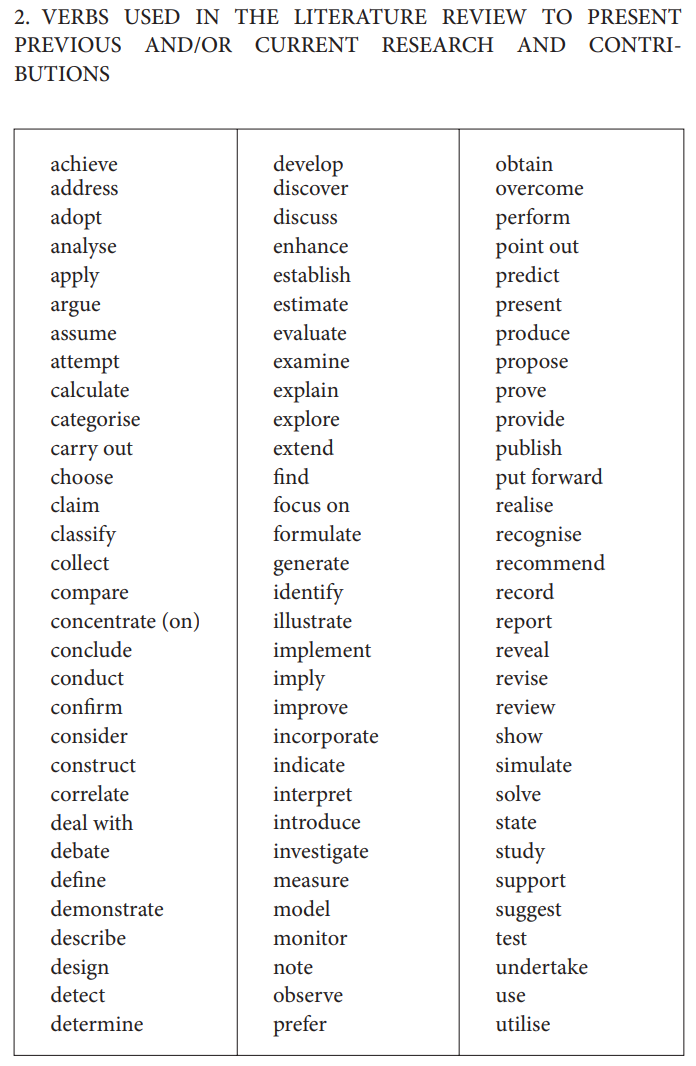 2. VERBS USED IN THE LITERATURE REVIEW TO PRESENT
PREVIOUS AND/OR CURRENT RESEARCH AND CONTRI-
BUTIONS
achieve
address
adopt
analyse
apply
argue
assume
attempt
calculate
categorise
carry out
choose
claim
classify
collect
compare
concentrate (on)
conclude
conduct
confirm
consider
construct
correlate
deal with
debate
define
demonstrate
describe
design
detect
determine
develop
discover
discuss
enhance
establish
estimate
evaluate
examine
explain
explore
extend
find
focus on
formulate
generate
identify
illustrate
implement
imply
improve
incorporate
indicate
interpret
introduce
investigate
measure
model
monitor
note
observe
prefer
obtain
overcome
perform
point out
predict
present
produce
propose
prove
provide
publish
put forward
realise
recognise
recommend
record
report
reveal
revise
review
show
simulate
solve
state
study
support
suggest
test
undertake
use
utilise